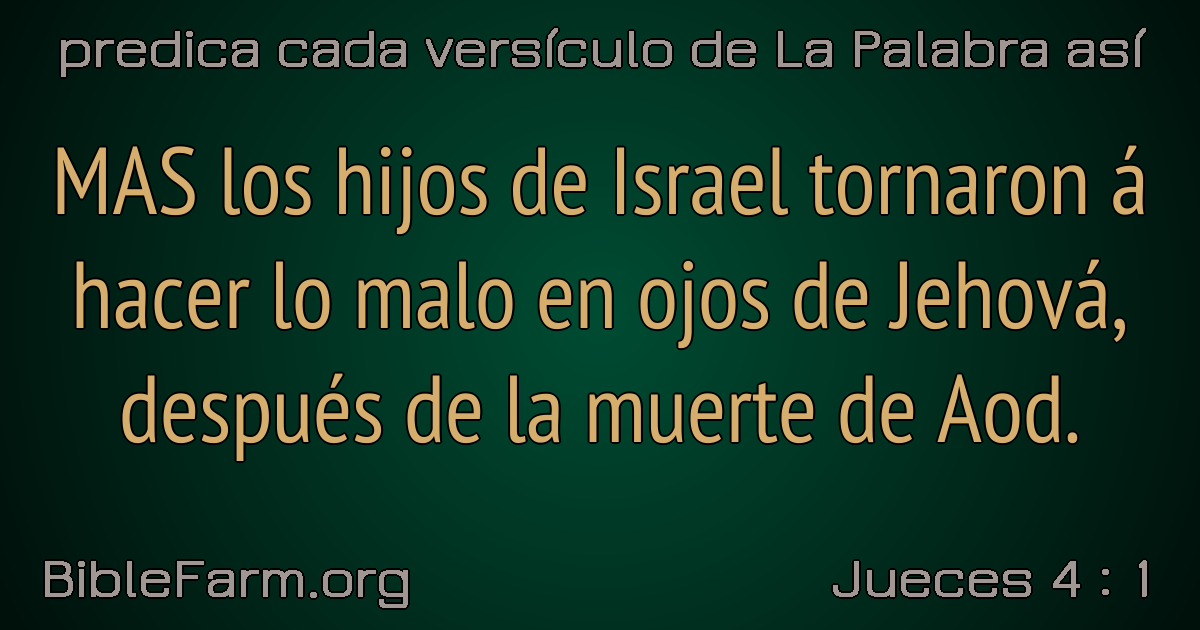 predica cada versículo de La Palabra así
MAS los hijos de Israel tornaron á
hacer lo malo en ojos de Jehová,
después de la muerte de Aod.
BibleFarm.org
Jueces 4 : 1